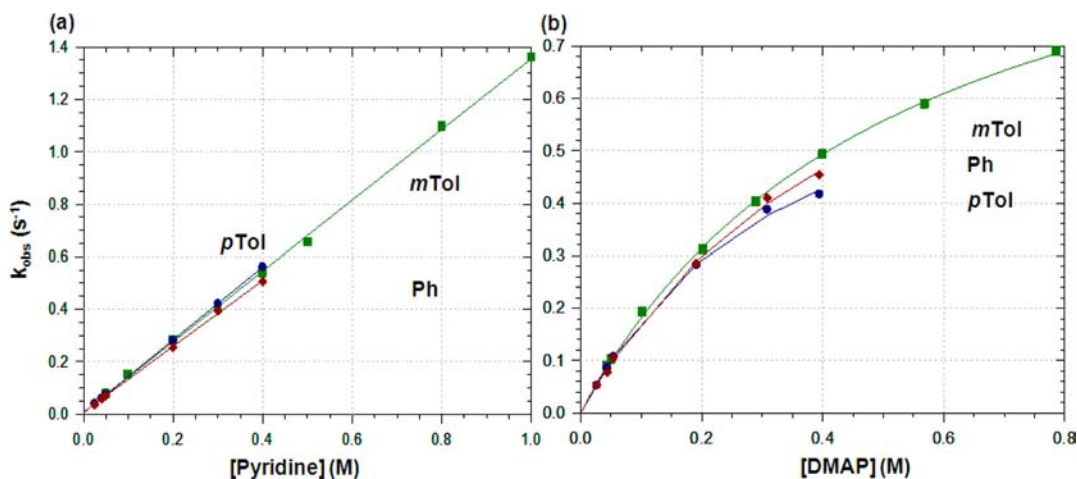 (a)
1.4
1.2
1.0
0.8
0.6
0.4
0.2
0.0
k_obs (s⁻¹)
mTol
pTol
Ph
0.0 0.2 0.4 0.6 0.8 1.0
[Pyridine] (M)
(b)
0.7
0.6
0.5
0.4
0.3
0.2
0.1
0.0
mTol
Ph
pTol
0.0 0.2 0.4 0.6 0.8
[DMAP] (M)